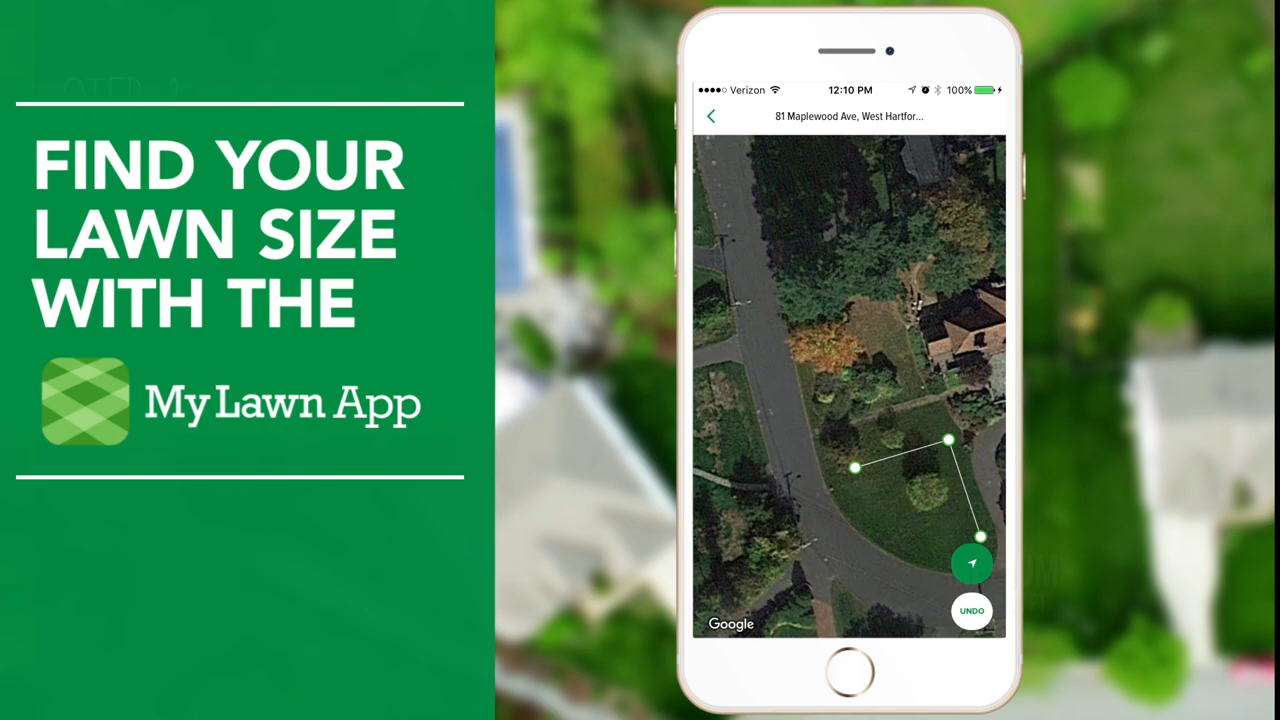 FIND YOUR
LAWN SIZE
WITH THE
My Lawn App
Verizon
12:10 PM
100%
81 Maplewood Ave, West Hartfor...
UNDO
Google